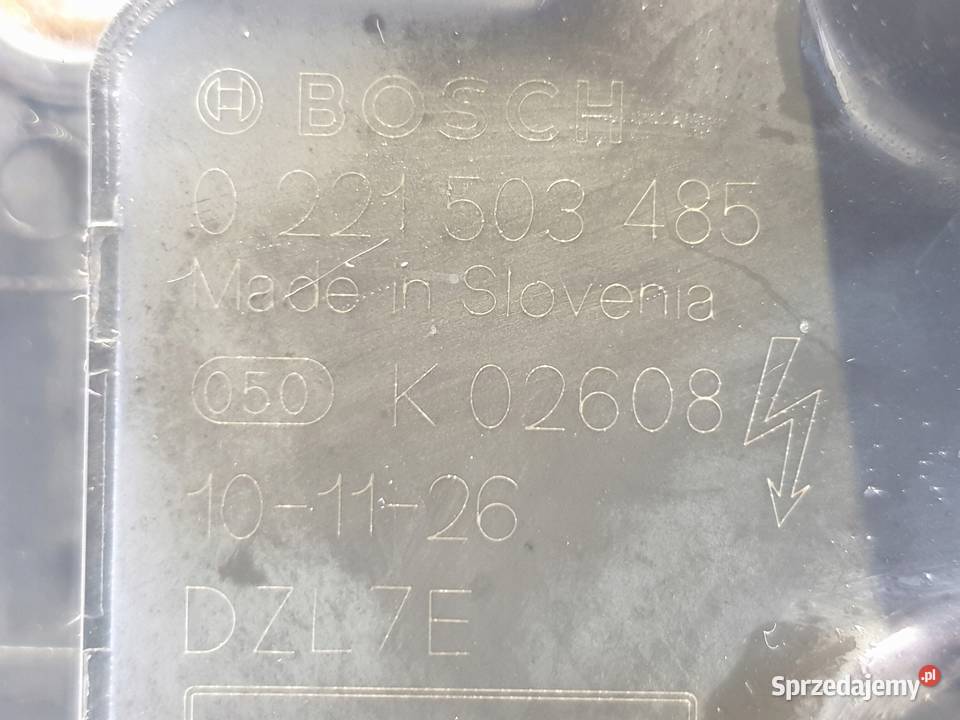 BOSCH
0 221 503 485
Made in Slovenia
050 K 02608
10-11-26
DZL7E
Sprzedajemy.pl